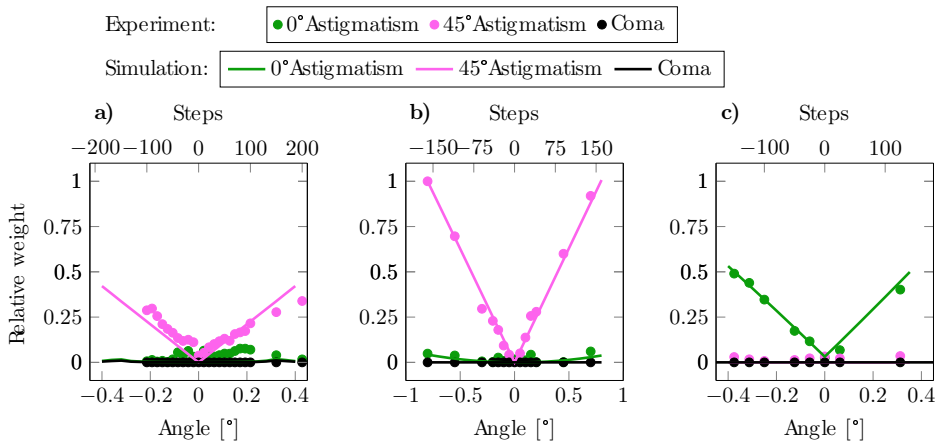 Experiment: 0°Astigmatism 45°Astigmatism Coma
Simulation: 0°Astigmatism 45°Astigmatism Coma
a) Steps b) Steps c) Steps
−200 −100 0 100 200 −150 −75 0 75 150 −100 0 100
1 1 1
0.75 0.75 0.75
0.5 0.5 0.5
0.25 0.25 0.25
0 0 0
Relative weight
−0.4 −0.2 0 0.2 0.4 −1 −0.5 0 0.5 1 −0.4 −0.2 0 0.2 0.4
Angle [°] Angle [°] Angle [°]